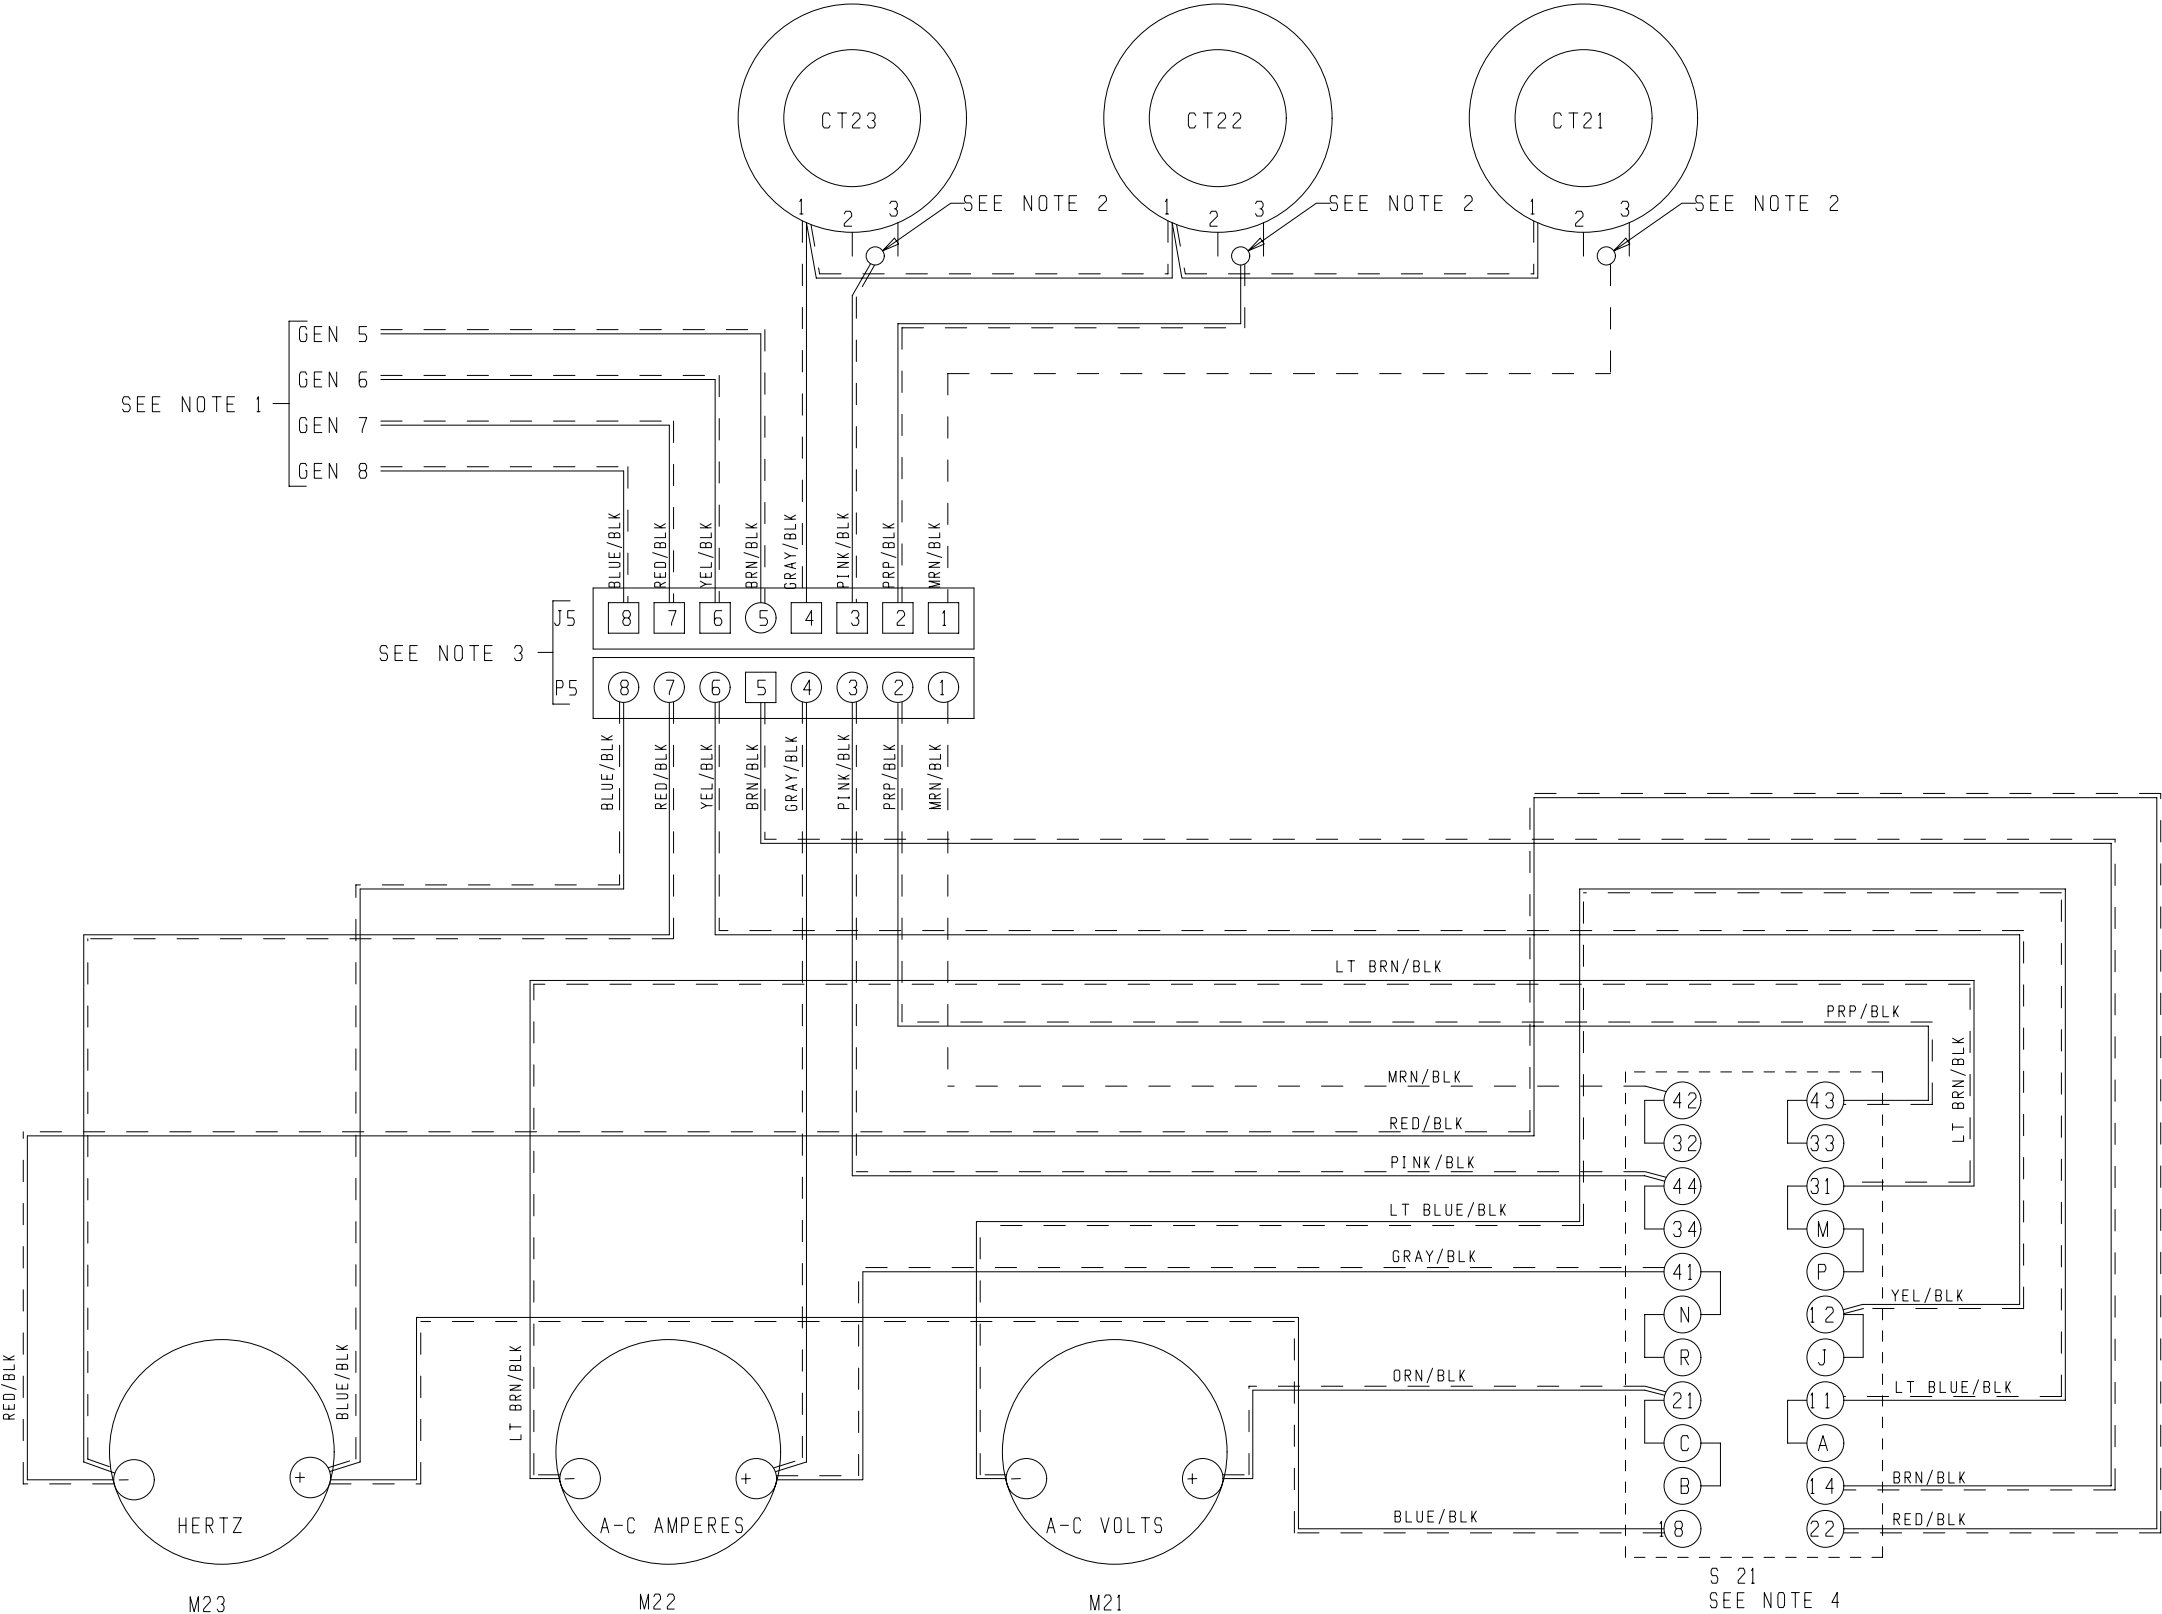 CT23
CT22
CT21
1 2 3
1 2 3
1 2 3
SEE NOTE 2
SEE NOTE 2
SEE NOTE 2
GEN 5
GEN 6
SEE NOTE 1
GEN 7
GEN 8
BLUE/BLK
RED/BLK
YEL/BLK
BRN/BLK
GRAY/BLK
PINK/BLK
PRP/BLK
MRN/BLK
J5
8 7 6 5 4 3 2 1
SEE NOTE 3
P5
8 7 6 5 4 3 2 1
BLUE/BLK
RED/BLK
YEL/BLK
BRN/BLK
GRAY/BLK
PINK/BLK
PRP/BLK
MRN/BLK
LT BRN/BLK
PRP/BLK
LT BRN/BLK
MRN/BLK
RED/BLK
PINK/BLK
LT BLUE/BLK
GRAY/BLK
ORN/BLK
BLUE/BLK
42 43
32 33
44 31
34 M
41 P
N 12
R J
21 11
C A
B 14
18 22
YEL/BLK
LT BLUE/BLK
BRN/BLK
RED/BLK
S 21
SEE NOTE 4
RED/BLK
BLUE/BLK
LT BRN/BLK
- +
HERTZ
M23
- +
A-C AMPERES
M22
- +
A-C VOLTS
M21